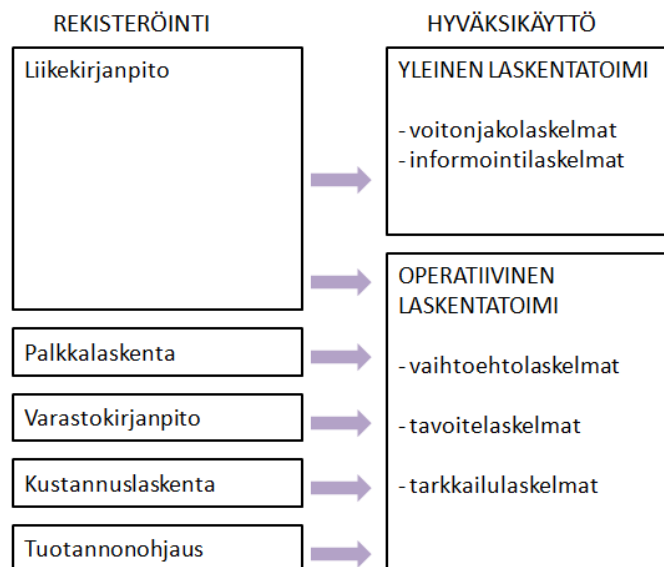 REKISTERÖINTI
Liikekirjanpito
Palkkalaskenta
Varastokirjanpito
Kustannuslaskenta
Tuotannonohjaus
HYVÄKSIKÄYTTÖ
YLEINEN LASKENTATOIMI
- voitonjakolaskelmat
- informointilaskelmat
OPERATIIVINEN
LASKENTATOIMI
- vaihtoehtolaskelmat
- tavoitelaskelmat
- tarkkailulaskelmat